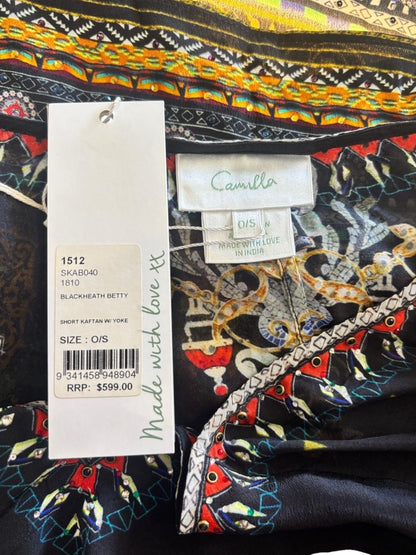 1512
SKAB040
1810
BLACKHEATH BETTY
SHORT KAFTAN W/ YOKE
SIZE : O/S
9 341458 948904
RRP: $599.00
Made with love xx
Camilla
O/S
MADE WITH LOVE
IN INDIA